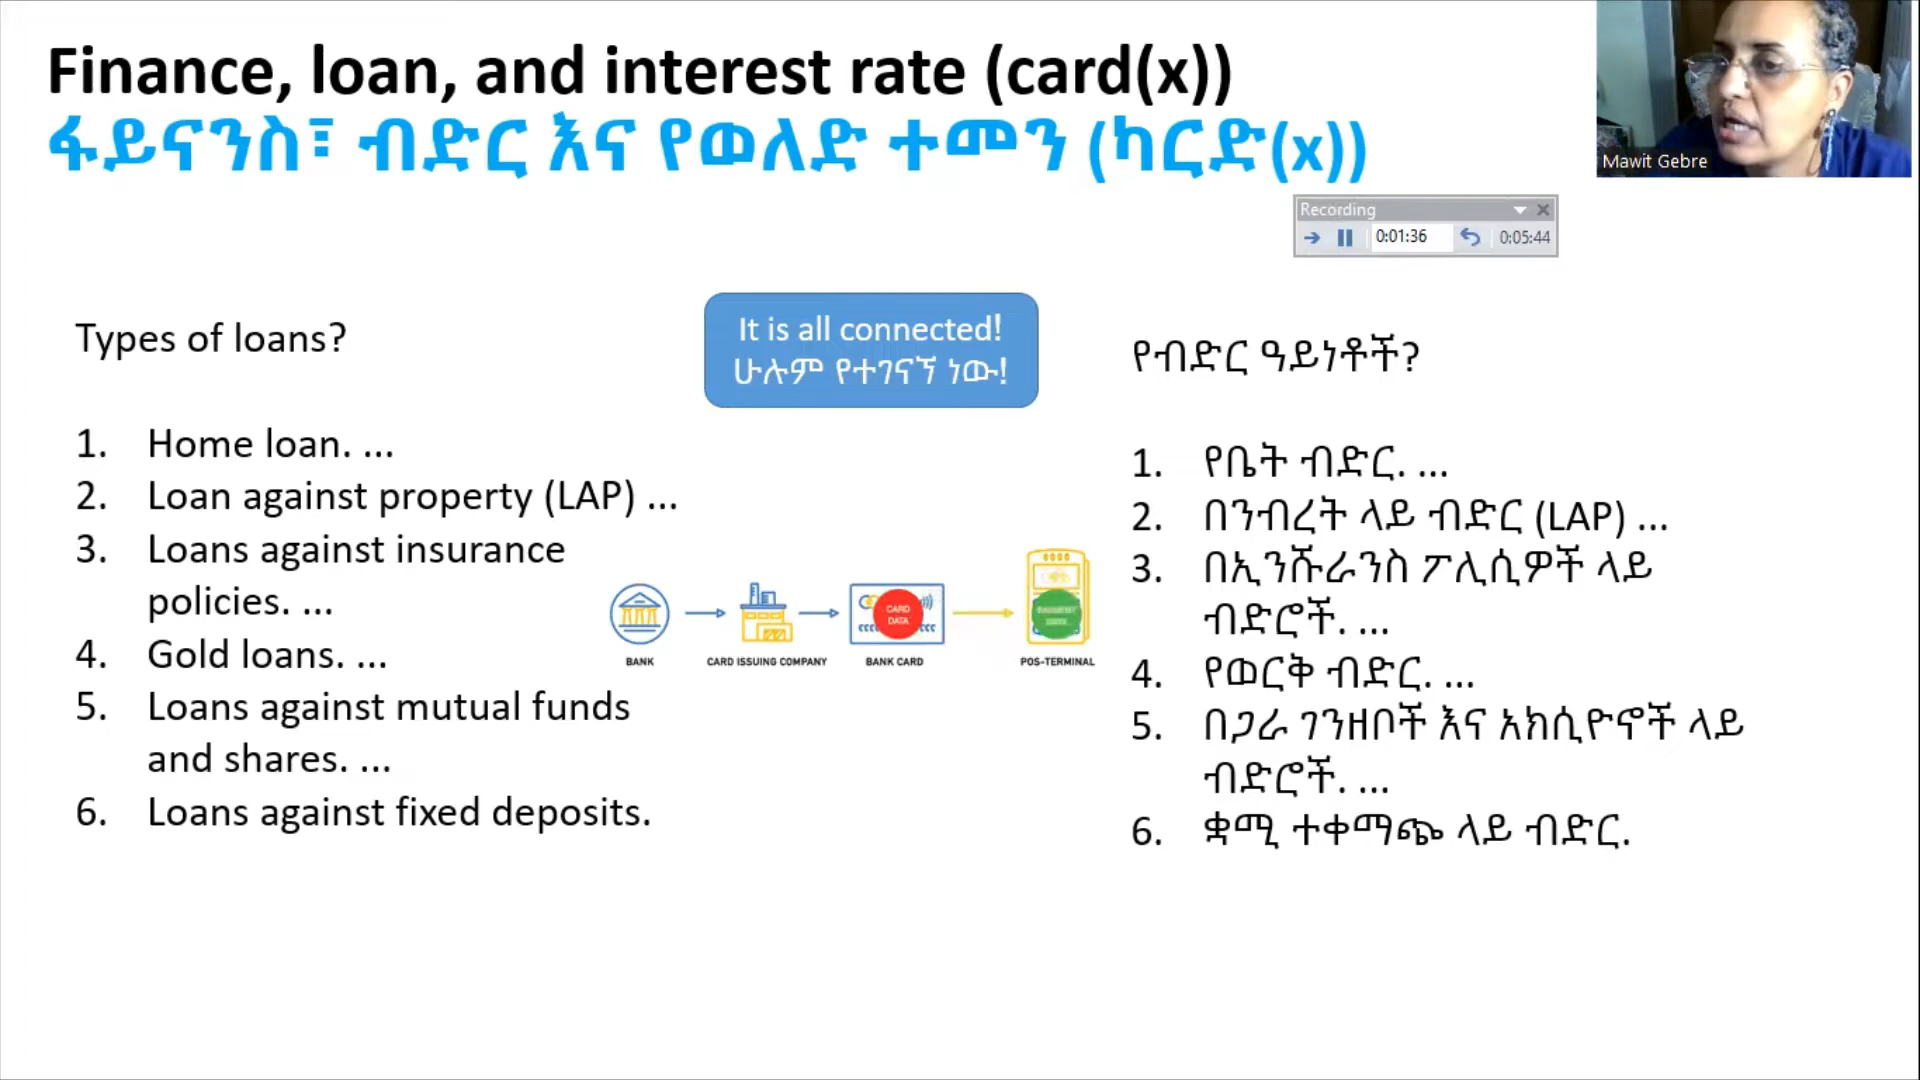 Finance, loan, and interest rate (card(x))
ፋይናንስ፣ ብድር እና የወለድ ተመን (ካርድ(x))
Mawit Gebre
Recording
0:01:36
0:05:44
It is all connected!
ሁሉም የተገናኘ ነው!
Types of loans?
1. Home loan. ...
2. Loan against property (LAP) ...
3. Loans against insurance
policies. ...
4. Gold loans. ...
5. Loans against mutual funds
and shares. ...
6. Loans against fixed deposits.
CARD
DATA
BANK
CARD ISSUING COMPANY
BANK CARD
POS-TERMINAL
የብድር ዓይነቶች?
1. የቤት ብድር. ...
2. በንብረት ላይ ብድር (LAP) ...
3. በኢንሹራንስ ፖሊሲዎች ላይ
ብድሮች. ...
4. የወርቅ ብድር. ...
5. በጋራ ገንዘቦች እና አክሲዮኖች ላይ
ብድሮች. ...
6. ቋሚ ተቀማጭ ላይ ብድር.